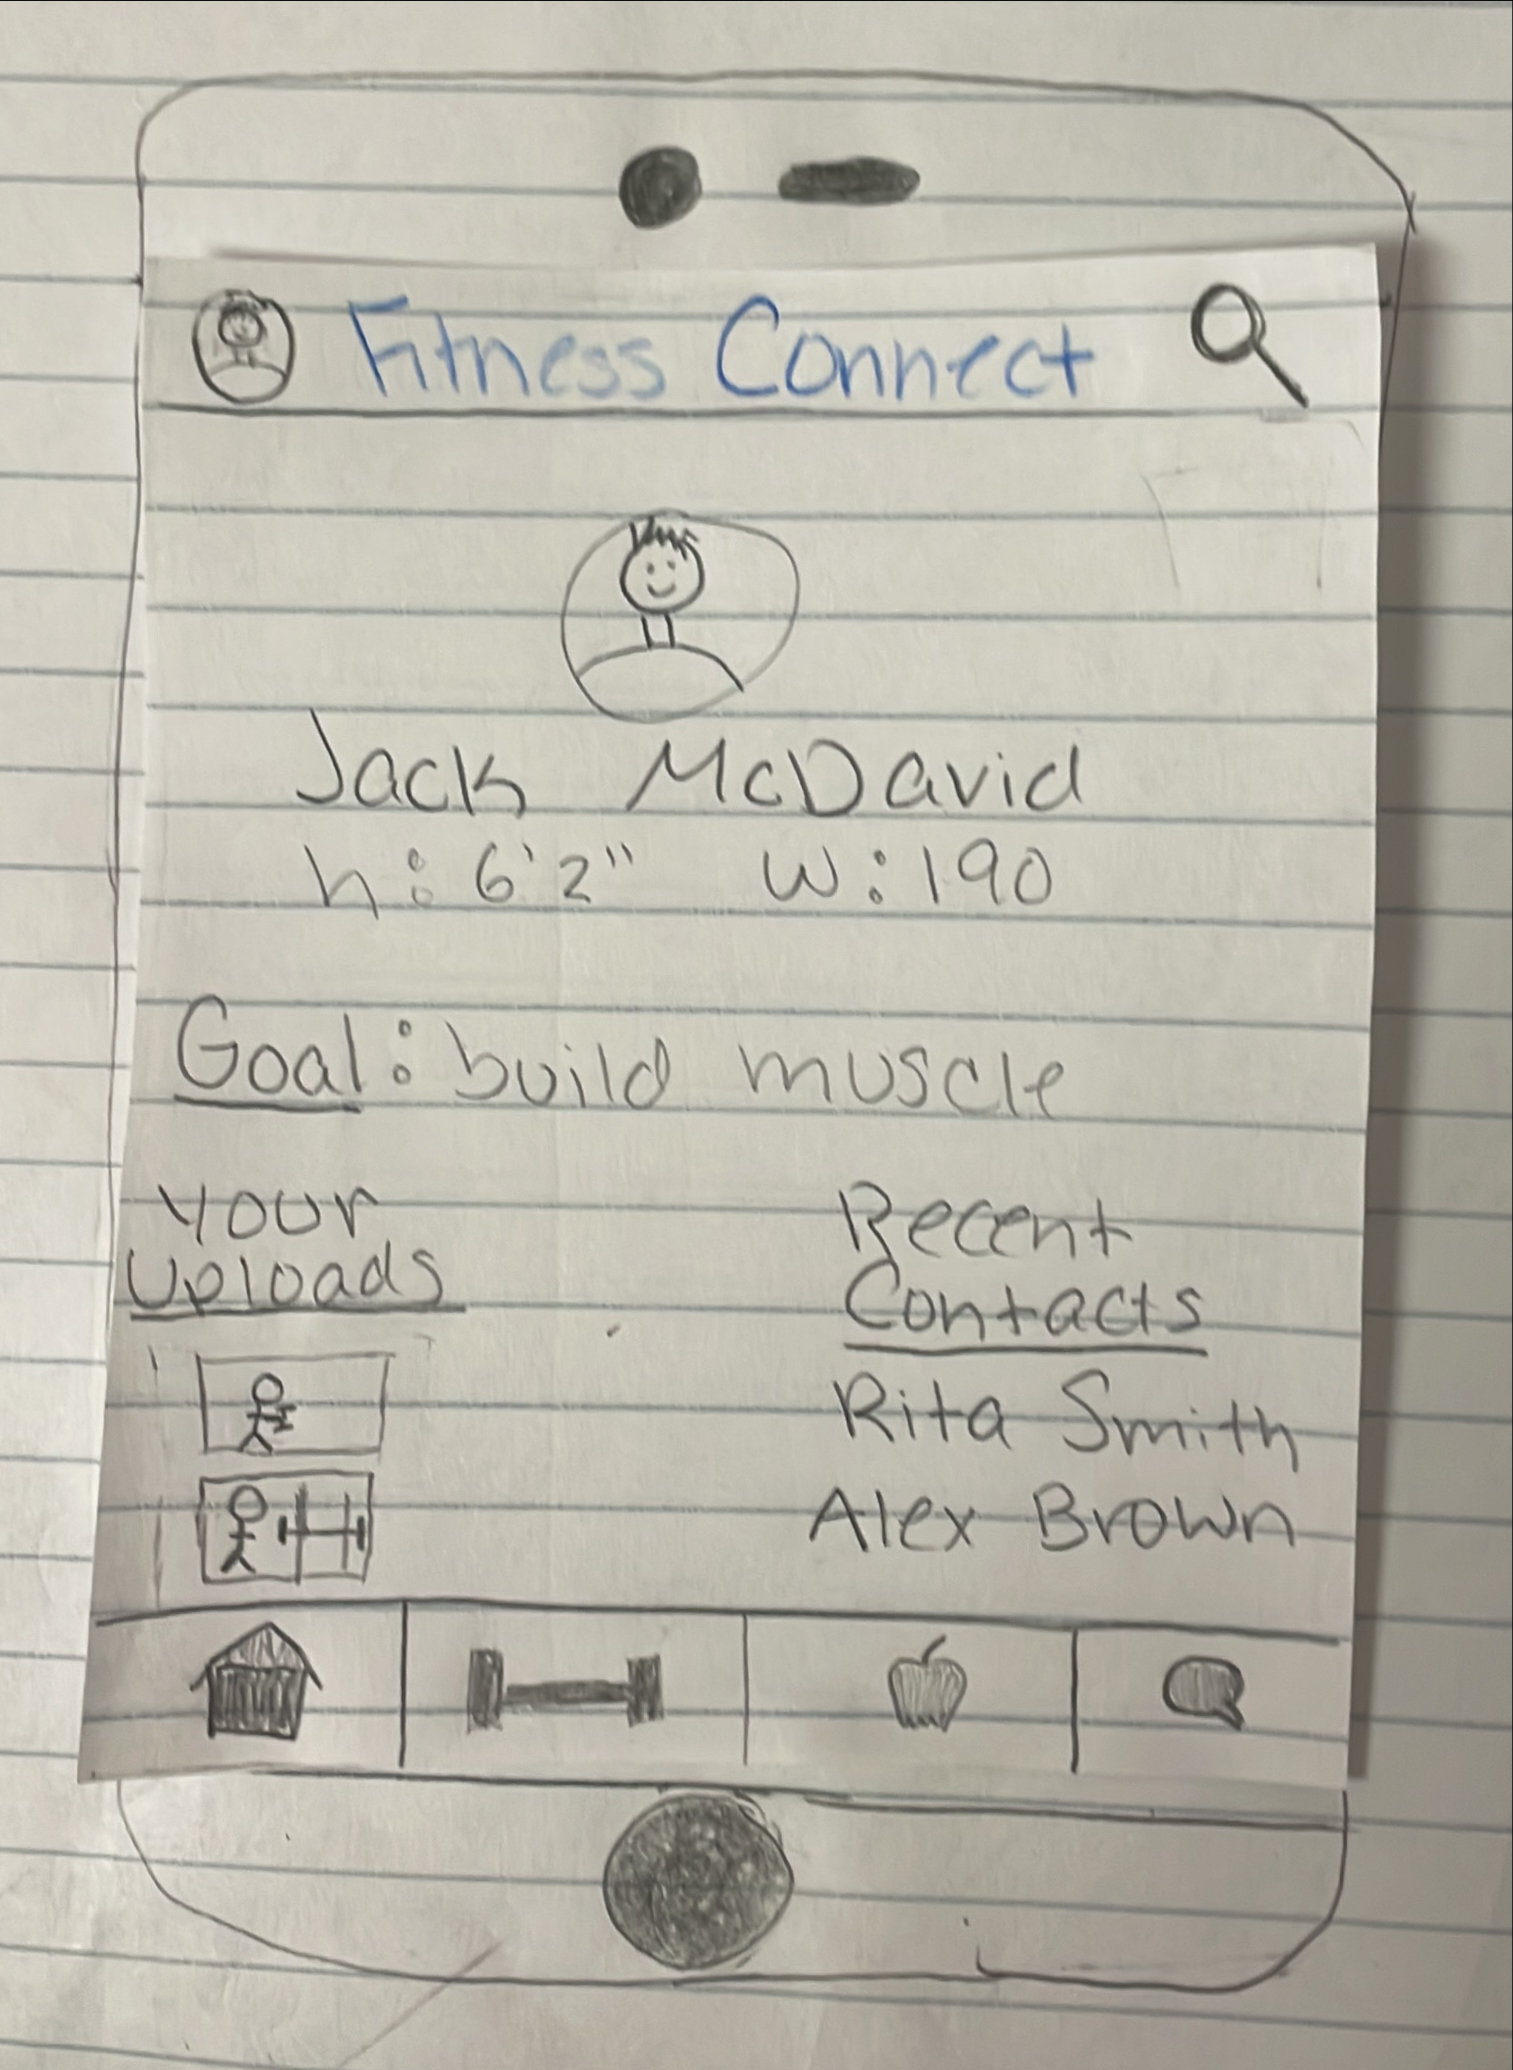 Fitness Connect
Jack McDavid
h: 6'2" W: 190
Goal: build muscle
Your
Uploads
Recent
Contacts
Rita Smith
Alex Brown